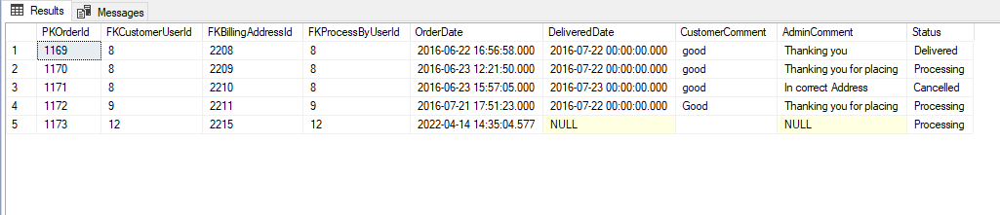 Results Messages
PKOrderId FKCustomerUserId FKBillingAddressId FKProcessByUserId OrderDate DeliveredDate CustomerComment AdminComment Status
1 1169 8 2208 8 2016-06-22 16:56:58.000 2016-07-22 00:00:00.000 good Thanking you Delivered
2 1170 8 2209 8 2016-06-23 12:21:50.000 2016-07-22 00:00:00.000 good Thanking you for placing Processing
3 1171 8 2210 8 2016-06-23 15:57:05.000 2016-07-23 00:00:00.000 good In correct Address Cancelled
4 1172 9 2211 9 2016-07-21 17:51:23.000 2016-07-22 00:00:00.000 Good Thanking you for placing Processing
5 1173 12 2215 12 2022-04-14 14:35:04.577 NULL NULL Processing